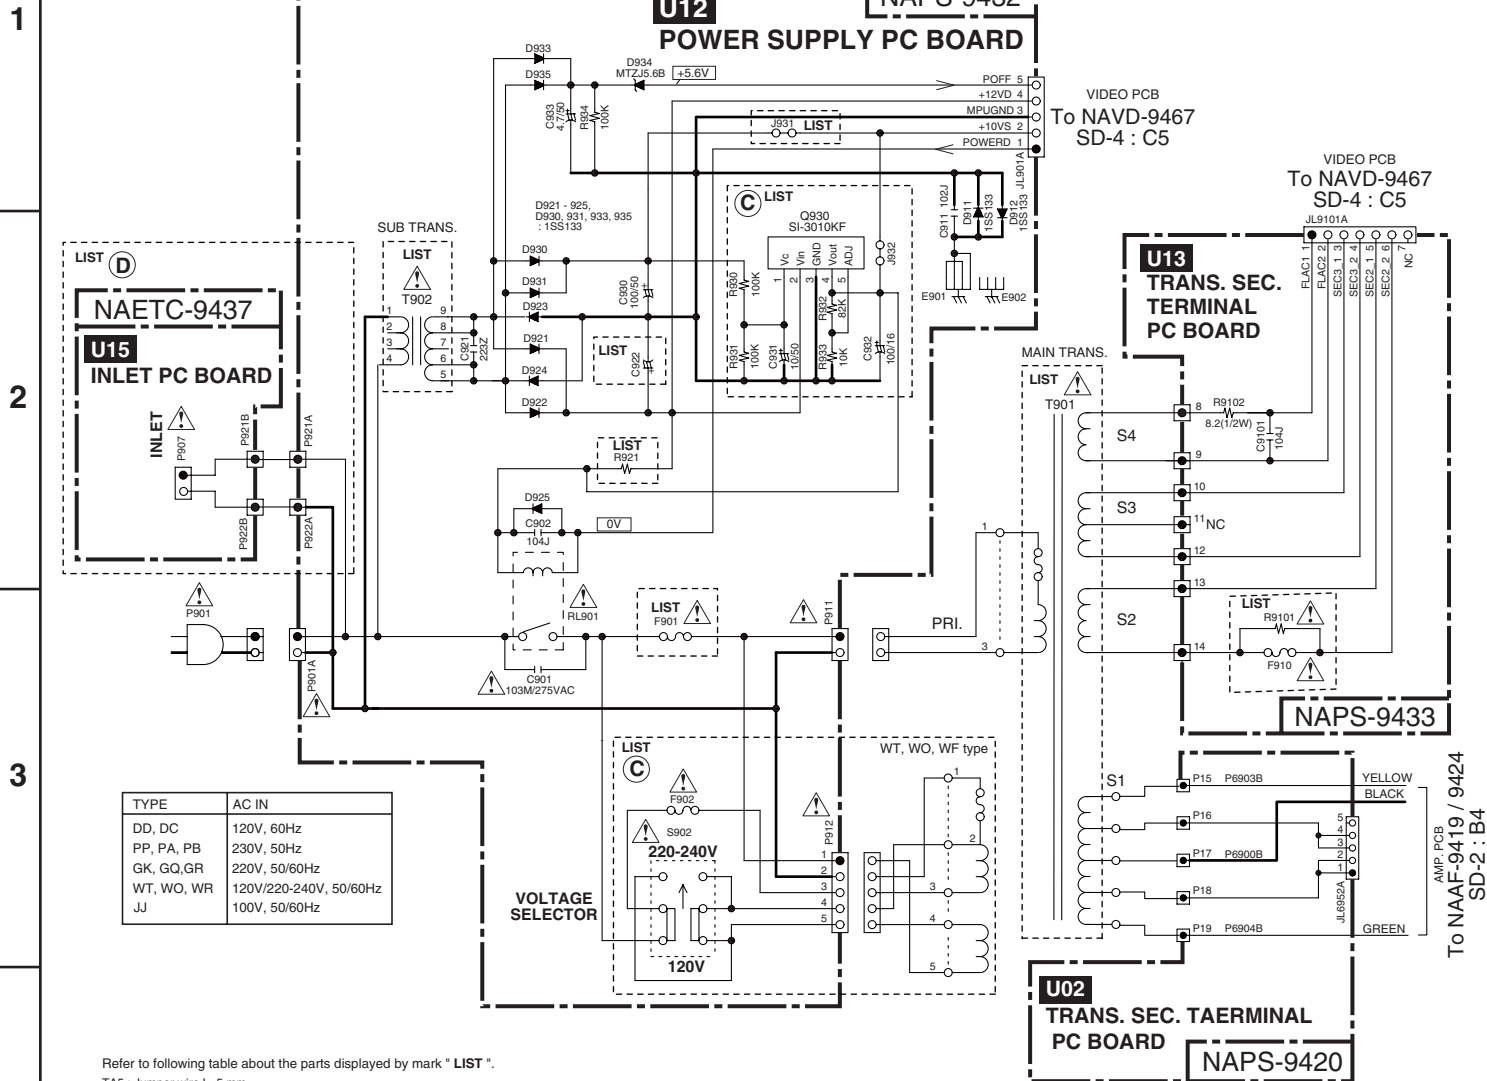 1
U12
NAPS-9432
POWER SUPPLY PC BOARD
D933
D935
D934
MTZJ5.6B
+5.6V
C933
4.7/50
R934
100K
POFF 5
+12VD 4
MPUGND 3
+10VS 2
POWERD 1
JL901A
VIDEO PCB
To NAVD-9467
SD-4 : C5
J931
LIST
C
LIST
Q930
SI-3010KF
Vc
Vin
GND
Vout
ADJ
1
2
3
4
5
J932
C911 102J
D911
1SS133
D912
1SS133
E901
E902
D921 - 925,
D930, 931, 933, 935
: 1SS133
SUB TRANS.
LIST
T902
1
2
3
4
9
8
7
6
5
C921
223Z
D930
D931
D923
D921
D924
D922
C930
100/50
LIST
C922
R930
100K
R931
100K
C931
10/50
R932
82K
R933
10K
C932
100/16
LIST
R921
D925
C902
104J
0V
RL901
2
LIST
D
NAETC-9437
U15
INLET PC BOARD
INLET
P907
P921B
P921A
P922B
P922A
P901
P901A
C901
103M/275VAC
LIST
F901
P911
MAIN TRANS.
LIST
T901
PRI.
1
3
S4
S3
S2
S1
VIDEO PCB
To NAVD-9467
SD-4 : C5
JL9101A
U13
TRANS. SEC.
TERMINAL
PC BOARD
FLAC1 1
FLAC2 2
SEC3_1 3
SEC3_2 4
SEC2_1 5
SEC2_2 6
NC 7
8
R9102
8.2(1/2W)
C9101
104J
9
10
11 NC
12
13
14
LIST
R9101
F910
NAPS-9433
3
TYPE AC IN
DD, DC 120V, 60Hz
PP, PA, PB 230V, 50Hz
GK, GQ,GR 220V, 50/60Hz
WT, WO, WR 120V/220-240V, 50/60Hz
JJ 100V, 50/60Hz
LIST
C
WT, WO, WF type
F902
S902
220-240V
VOLTAGE
SELECTOR
120V
P912
1
2
3
4
5
1
2
3
4
5
P15 P6903B
P16
P17 P6900B
P18
P19 P6904B
YELLOW
BLACK
GREEN
5
4
3
2
1
JL6952A
AMP. PCB
To NAAF-9419 / 9424
SD-2 : B4
U02
TRANS. SEC. TAERMINAL
PC BOARD
NAPS-9420
Refer to following table about the parts displayed by mark " LIST ".